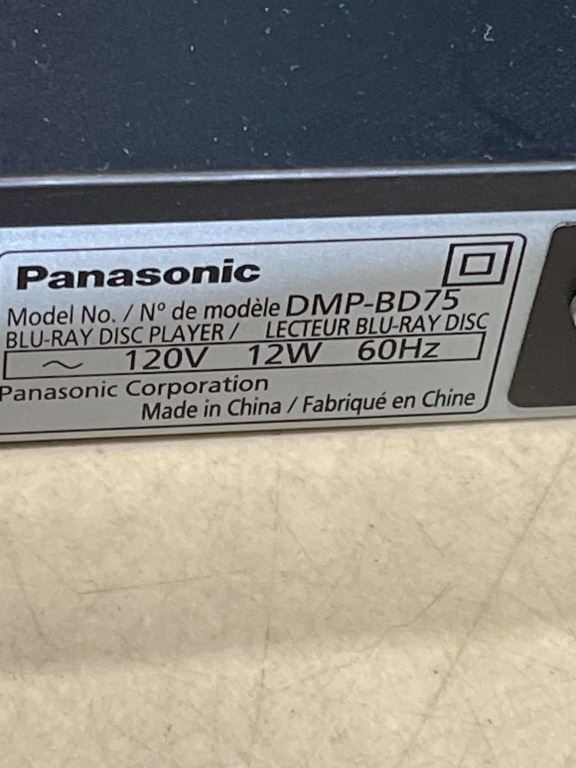 Panasonic
Model No. / N° de modèle DMP-BD75
BLU-RAY DISC PLAYER / LECTEUR BLU-RAY DISC
～ 120V 12W 60Hz
Panasonic Corporation
Made in China / Fabriqué en Chine